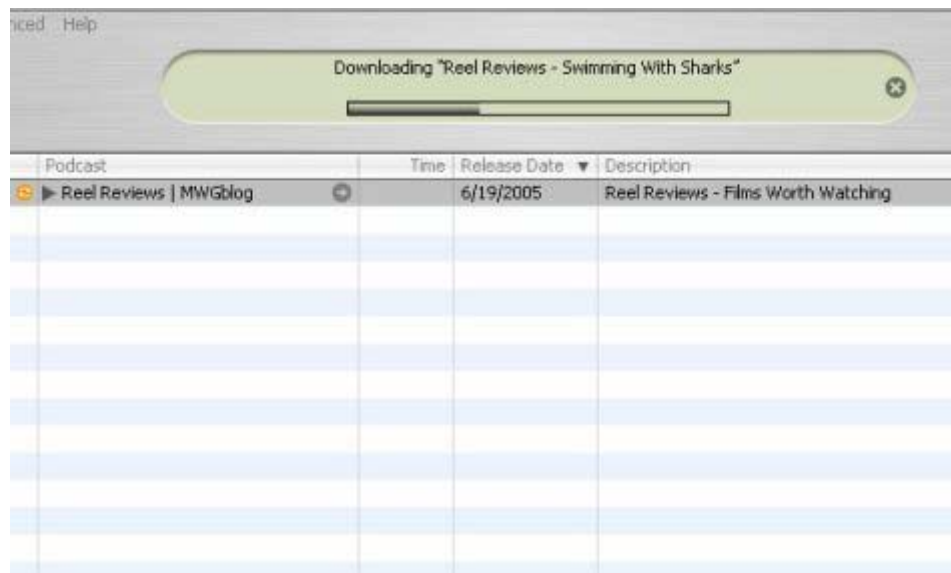 nced Help
Downloading "Reel Reviews - Swimming With Sharks"
Podcast Time Release Date Description
Reel Reviews | MWGblog 6/19/2005 Reel Reviews - Films Worth Watching